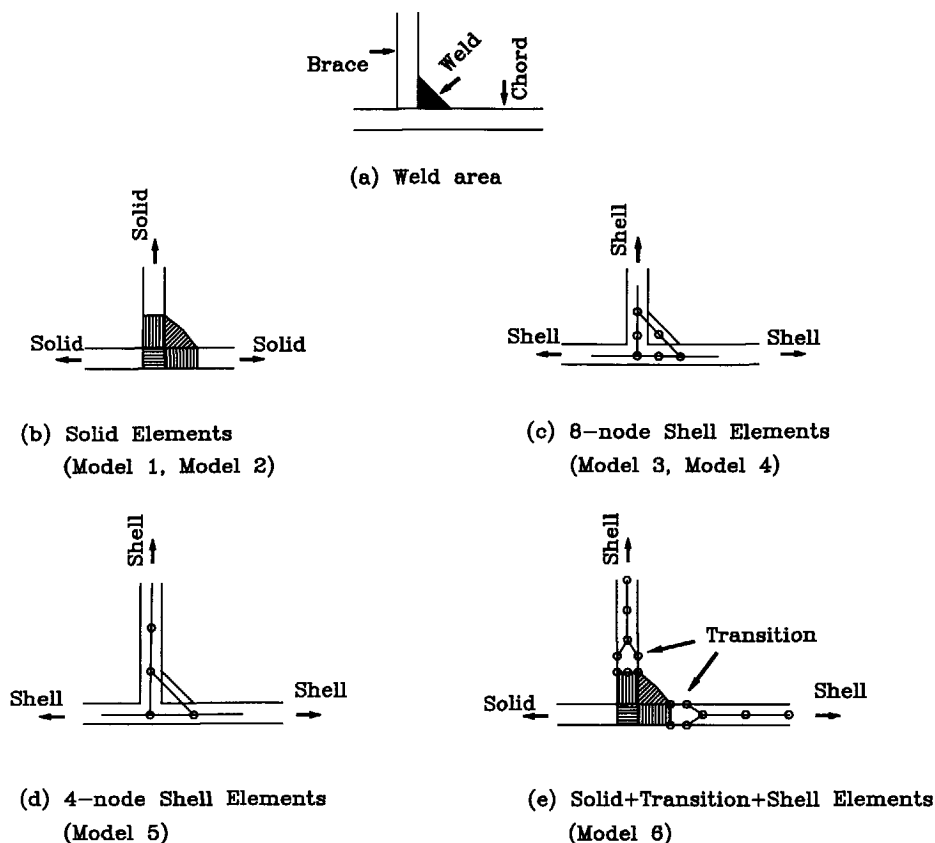 Brace
Weld
Chord
(a) Weld area
Solid
Solid
Solid
(b) Solid Elements
(Model 1, Model 2)
Shell
Shell
Shell
(c) 8-node Shell Elements
(Model 3, Model 4)
Shell
Shell
Shell
(d) 4-node Shell Elements
(Model 5)
Shell
Transition
Solid
Shell
(e) Solid+Transition+Shell Elements
(Model 6)